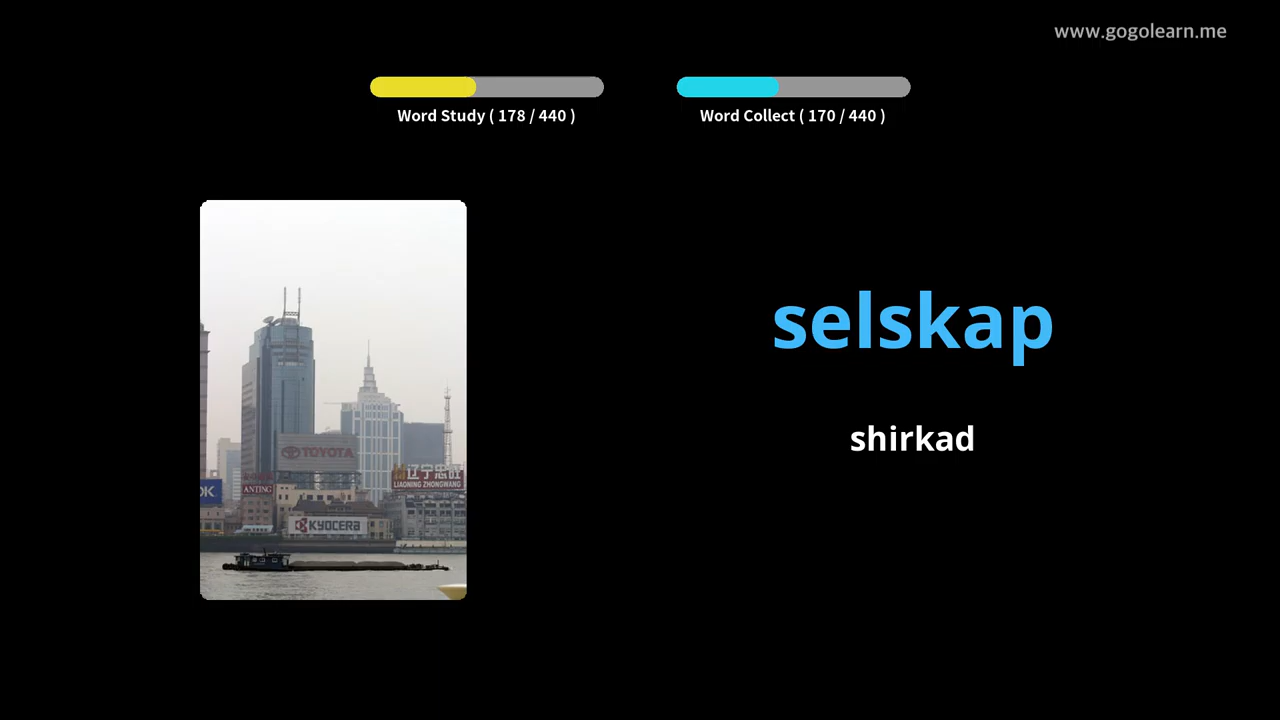 www.gogolearn.me
Word Study ( 178 / 440 )
Word Collect ( 170 / 440 )
selskap
shirkad
TOYOTA
辽宁忠旺
LIAONING ZHONGWANG
ANTING
OK
KYOCERA